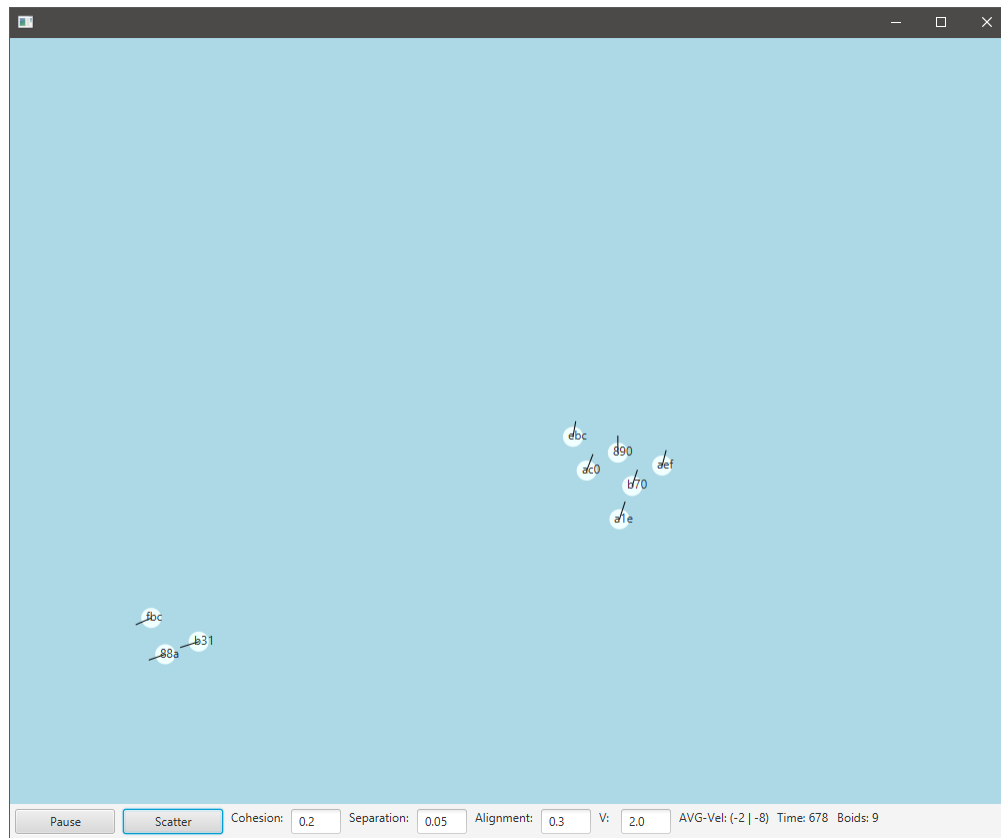 ebc
890
ac0
aef
b70
a1e
fbc
b31
88a
Pause Scatter Cohesion: 0.2 Separation: 0.05 Alignment: 0.3 V: 2.0 AVG-Vel: (-2 | -8) Time: 678 Boids: 9